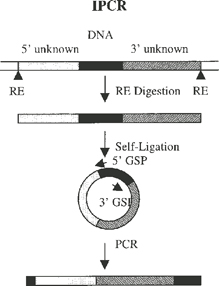 IPCR
DNA
5' unknown 3' unknown
RE RE
RE Digestion
Self-Ligation
5' GSP
3' GSP
PCR